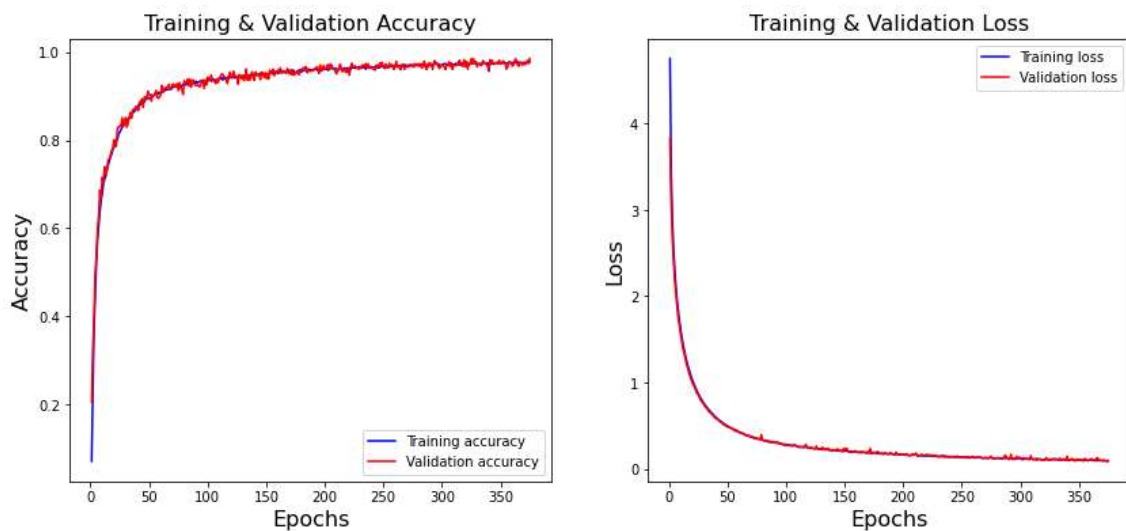 Training & Validation Accuracy
1.0
0.8
0.6
0.4
0.2
Accuracy
Training accuracy
Validation accuracy
0 50 100 150 200 250 300 350
Epochs
Training & Validation Loss
4
3
2
1
0
Loss
Training loss
Validation loss
0 50 100 150 200 250 300 350
Epochs